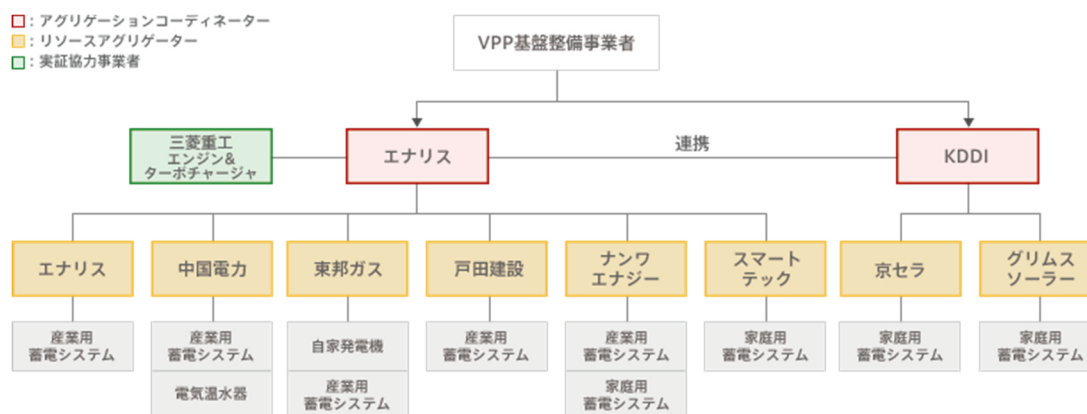 ：アグリゲーションコーディネーター
：リソースアグリゲーター
：実証協力事業者
VPP基盤整備事業者
三菱重工
エンジン&
ターボチャージャ
エナリス
連携
KDDI
エナリス
中国電力
東邦ガス
戸田建設
ナンワ
エナジー
スマート
テック
京セラ
グリムス
ソーラー
産業用
蓄電システム
産業用
蓄電システム
電気温水器
自家発電機
産業用
蓄電システム
産業用
蓄電システム
産業用
蓄電システム
家庭用
蓄電システム
家庭用
蓄電システム
家庭用
蓄電システム
家庭用
蓄電システム